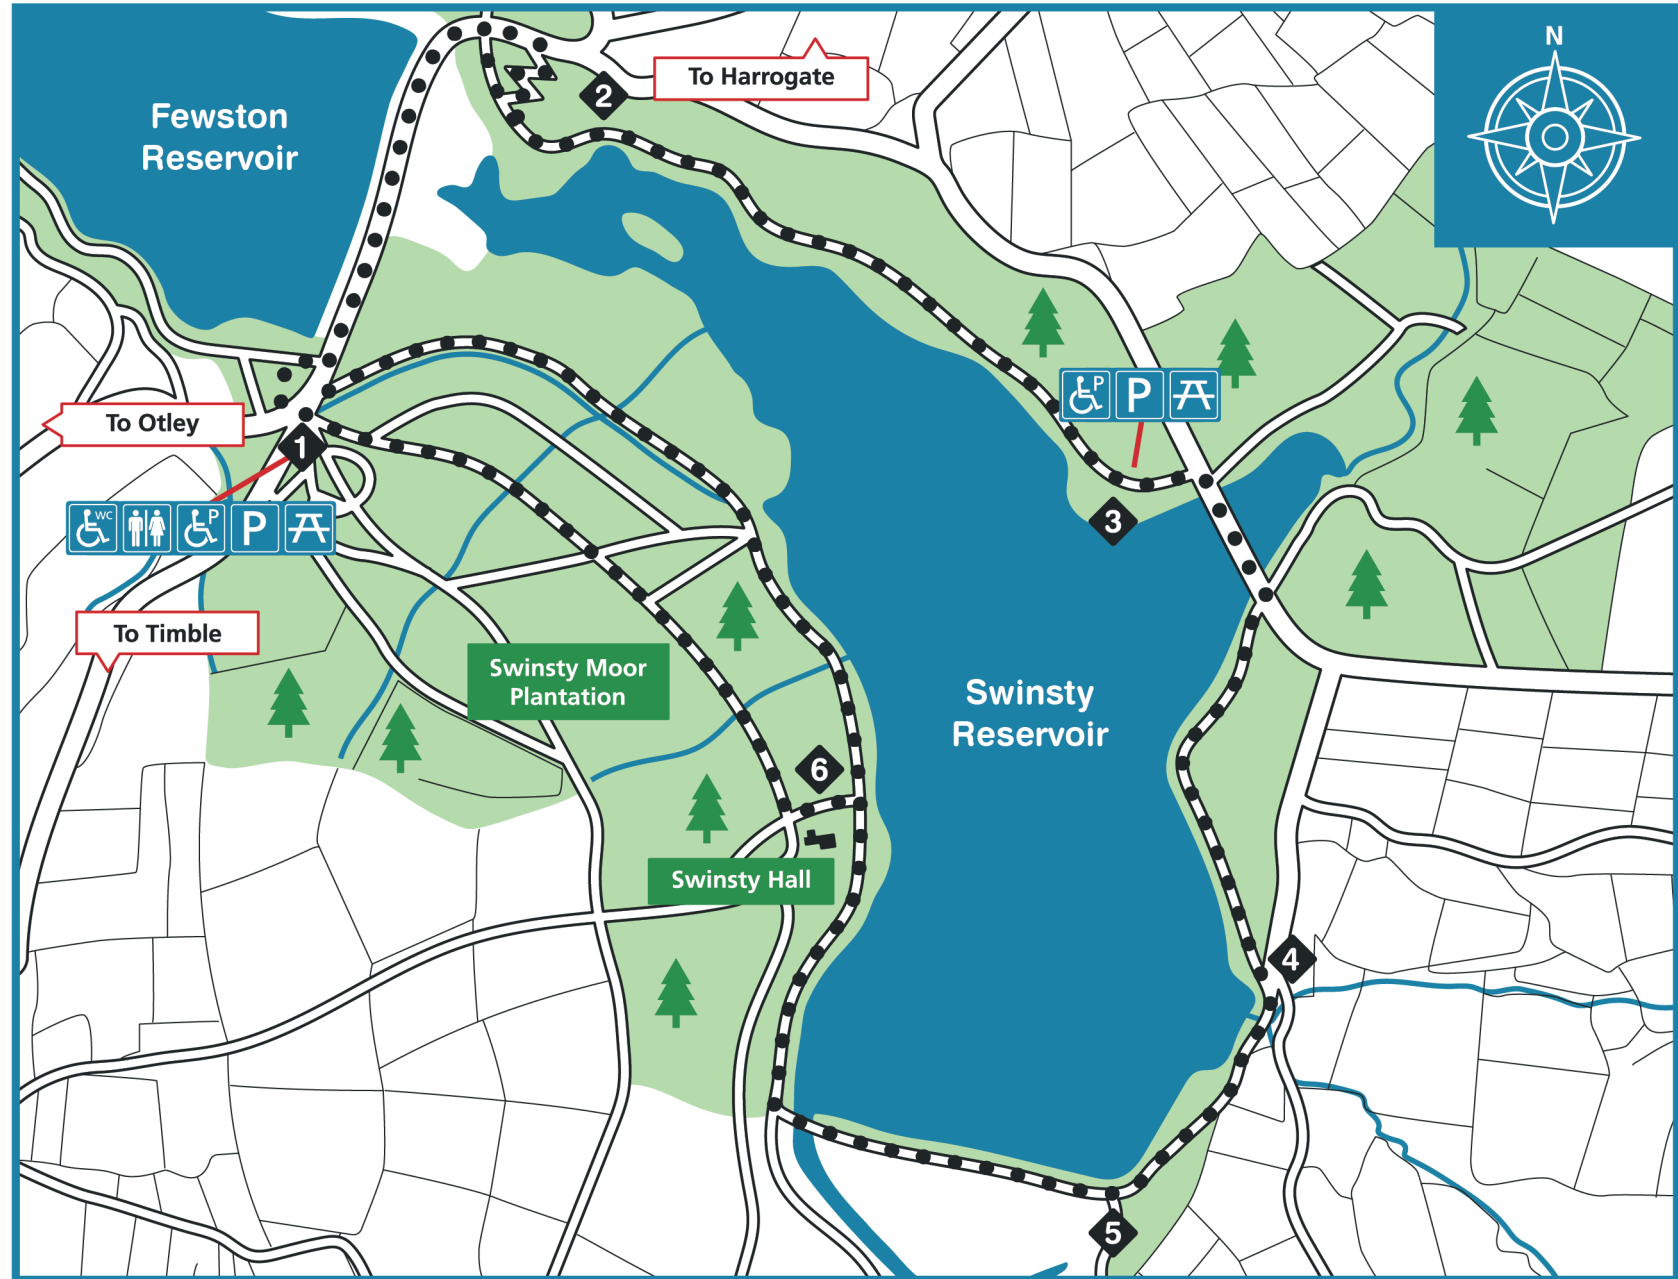 N
To Harrogate
2
Fewston
Reservoir
P
P
To Otley
1
WC
P
P
3
To Timble
Swinsty Moor
Plantation
Swinsty
Reservoir
6
Swinsty Hall
4
5